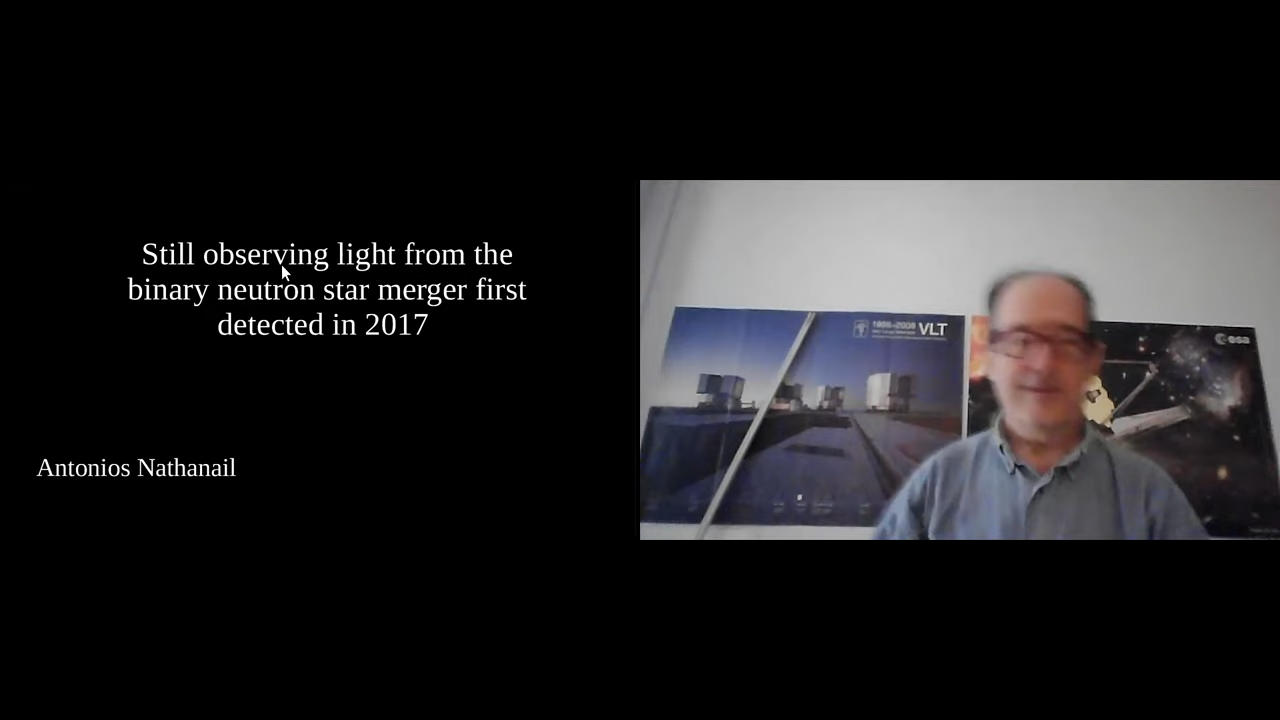 Still observing light from the
binary neutron star merger first
detected in 2017
Antonios Nathanail
VLT
esa